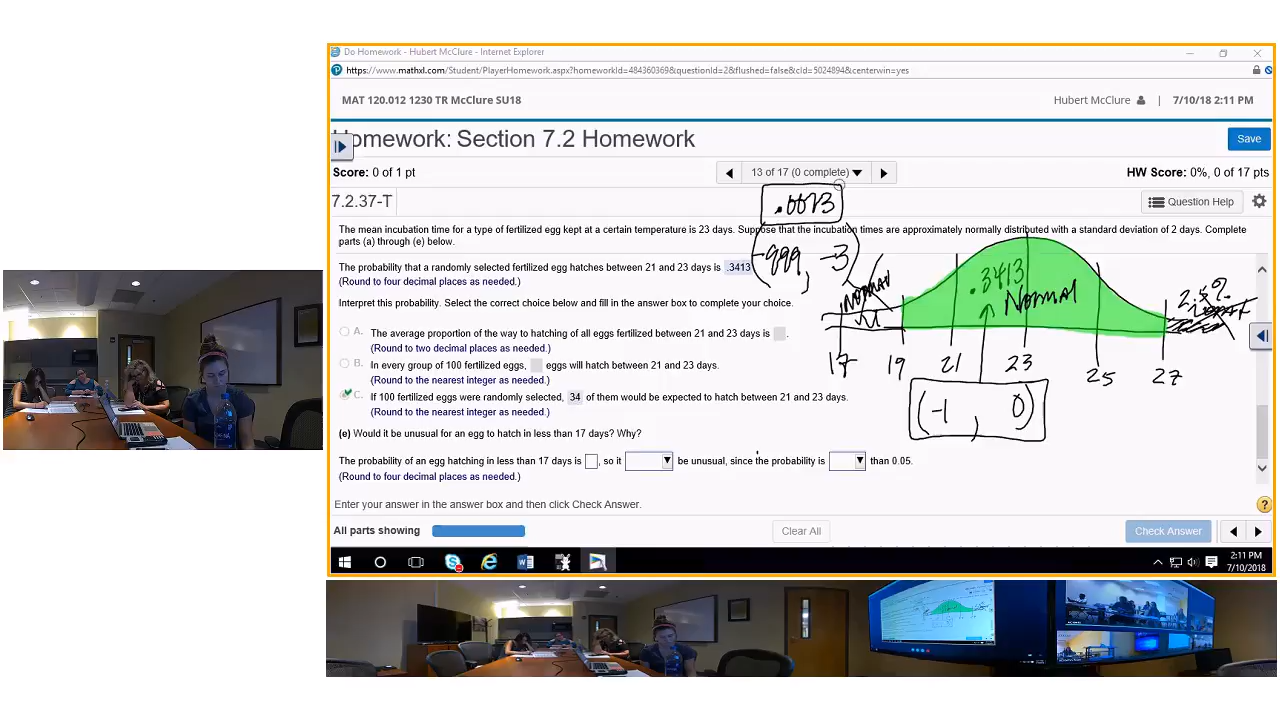 Do Homework - Hubert McClure - Internet Explorer
https://www.mathxl.com/Student/PlayerHomework.aspx?homeworkId=484360369&questionId=2&flushed=false&cld=5024894&centerwin=yes
MAT 120.012 1230 TR McClure SU18
Hubert McClure | 7/10/18 2:11 PM
Homework: Section 7.2 Homework
Save
Score: 0 of 1 pt
13 of 17 (0 complete)
HW Score: 0%, 0 of 17 pts
7.2.37-T
Question Help
.0013
The mean incubation time for a type of fertilized egg kept at a certain temperature is 23 days. Suppose that the incubation times are approximately normally distributed with a standard deviation of 2 days. Complete
parts (a) through (e) below.
(-999, -3)
The probability that a randomly selected fertilized egg hatches between 21 and 23 days is .3413
(Round to four decimal places as needed.)
.3413
Normal
Normal
2.5%
Interpret this probability. Select the correct choice below and fill in the answer box to complete your choice.
A. The average proportion of the way to hatching of all eggs fertilized between 21 and 23 days is .
(Round to two decimal places as needed.)
B. In every group of 100 fertilized eggs, eggs will hatch between 21 and 23 days.
(Round to the nearest integer as needed.)
17 19 21 23 25 27
C. If 100 fertilized eggs were randomly selected, 34 of them would be expected to hatch between 21 and 23 days.
(Round to the nearest integer as needed.)
(-1, 0)
(e) Would it be unusual for an egg to hatch in less than 17 days? Why?
The probability of an egg hatching in less than 17 days is , so it be unusual, since the probability is than 0.05.
(Round to four decimal places as needed.)
Enter your answer in the answer box and then click Check Answer.
All parts showing
Clear All
Check Answer
2:11 PM
7/10/2018